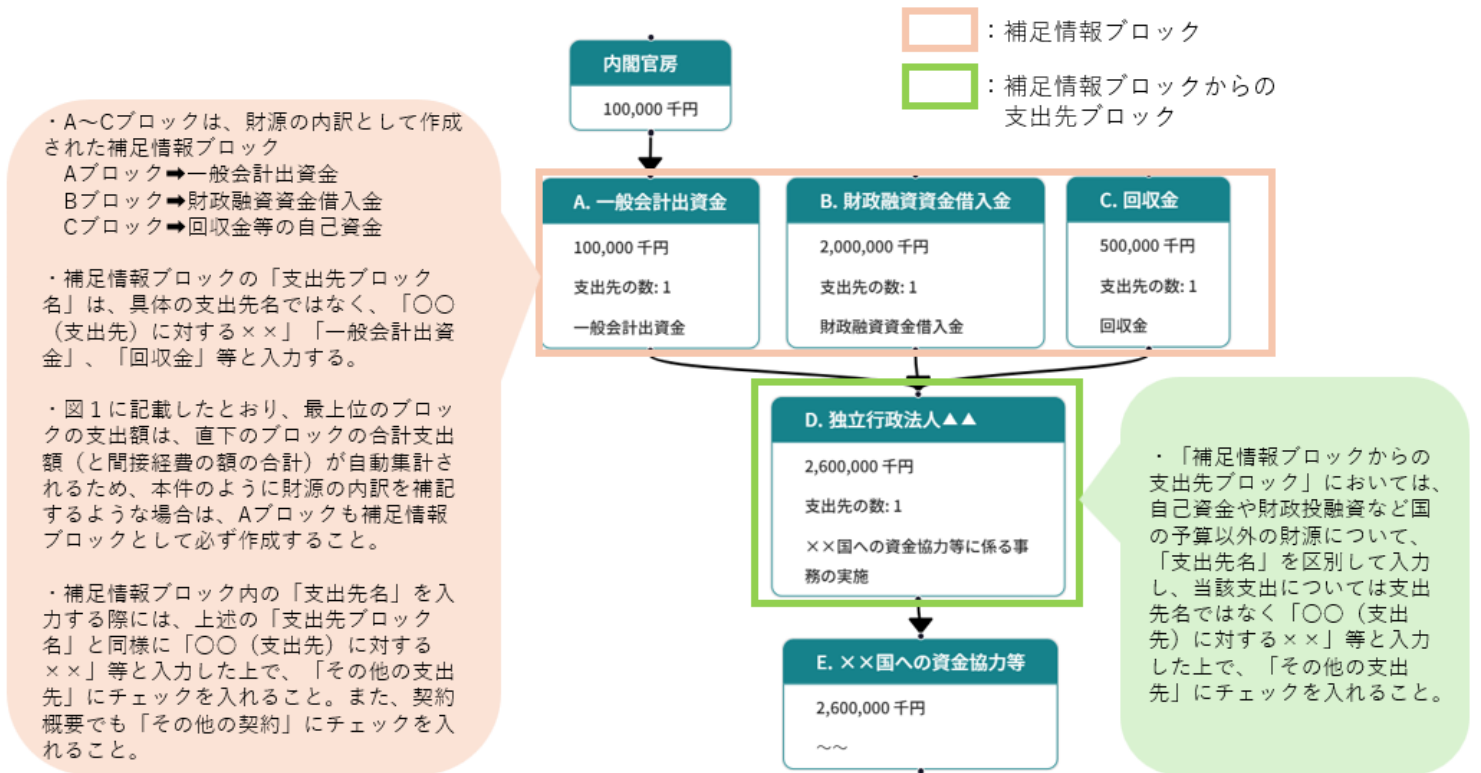 ：補足情報ブロック
：補足情報ブロックからの
支出先ブロック
内閣官房
100,000 千円
・A～Cブロックは、財源の内訳として作成
された補足情報ブロック
Aブロック➡一般会計出資金
Bブロック➡財政融資資金借入金
Cブロック➡回収金等の自己資金
・補足情報ブロックの「支出先ブロック
名」は、具体の支出先名ではなく、「〇〇
（支出先）に対する××」「一般会計出資
金」、「回収金」等と入力する。
・図１に記載したとおり、最上位のブロッ
クの支出額は、直下のブロックの合計支出
額（と間接経費の額の合計）が自動集計さ
れるため、本件のように財源の内訳を補記
するような場合は、Aブロックも補足情報
ブロックとして必ず作成すること。
・補足情報ブロック内の「支出先名」を入
力する際には、上述の「支出先ブロック
名」と同様に「〇〇（支出先）に対する
××」等と入力した上で、「その他の支出
先」にチェックを入れること。また、契約
概要でも「その他の契約」にチェックを入
れること。
A. 一般会計出資金
100,000 千円
支出先の数: 1
一般会計出資金
B. 財政融資資金借入金
2,000,000 千円
支出先の数: 1
財政融資資金借入金
C. 回収金
500,000 千円
支出先の数: 1
回収金
D. 独立行政法人▲▲
2,600,000 千円
支出先の数: 1
××国への資金協力等に係る事
務の実施
・「補足情報ブロックからの
支出先ブロック」においては、
自己資金や財政投融資など国
の予算以外の財源について、
「支出先名」を区別して入力
し、当該支出については支出
先名ではなく「〇〇（支出
先）に対する××」等と入力
した上で、「その他の支出
先」にチェックを入れること。
E. ××国への資金協力等
2,600,000 千円
～～